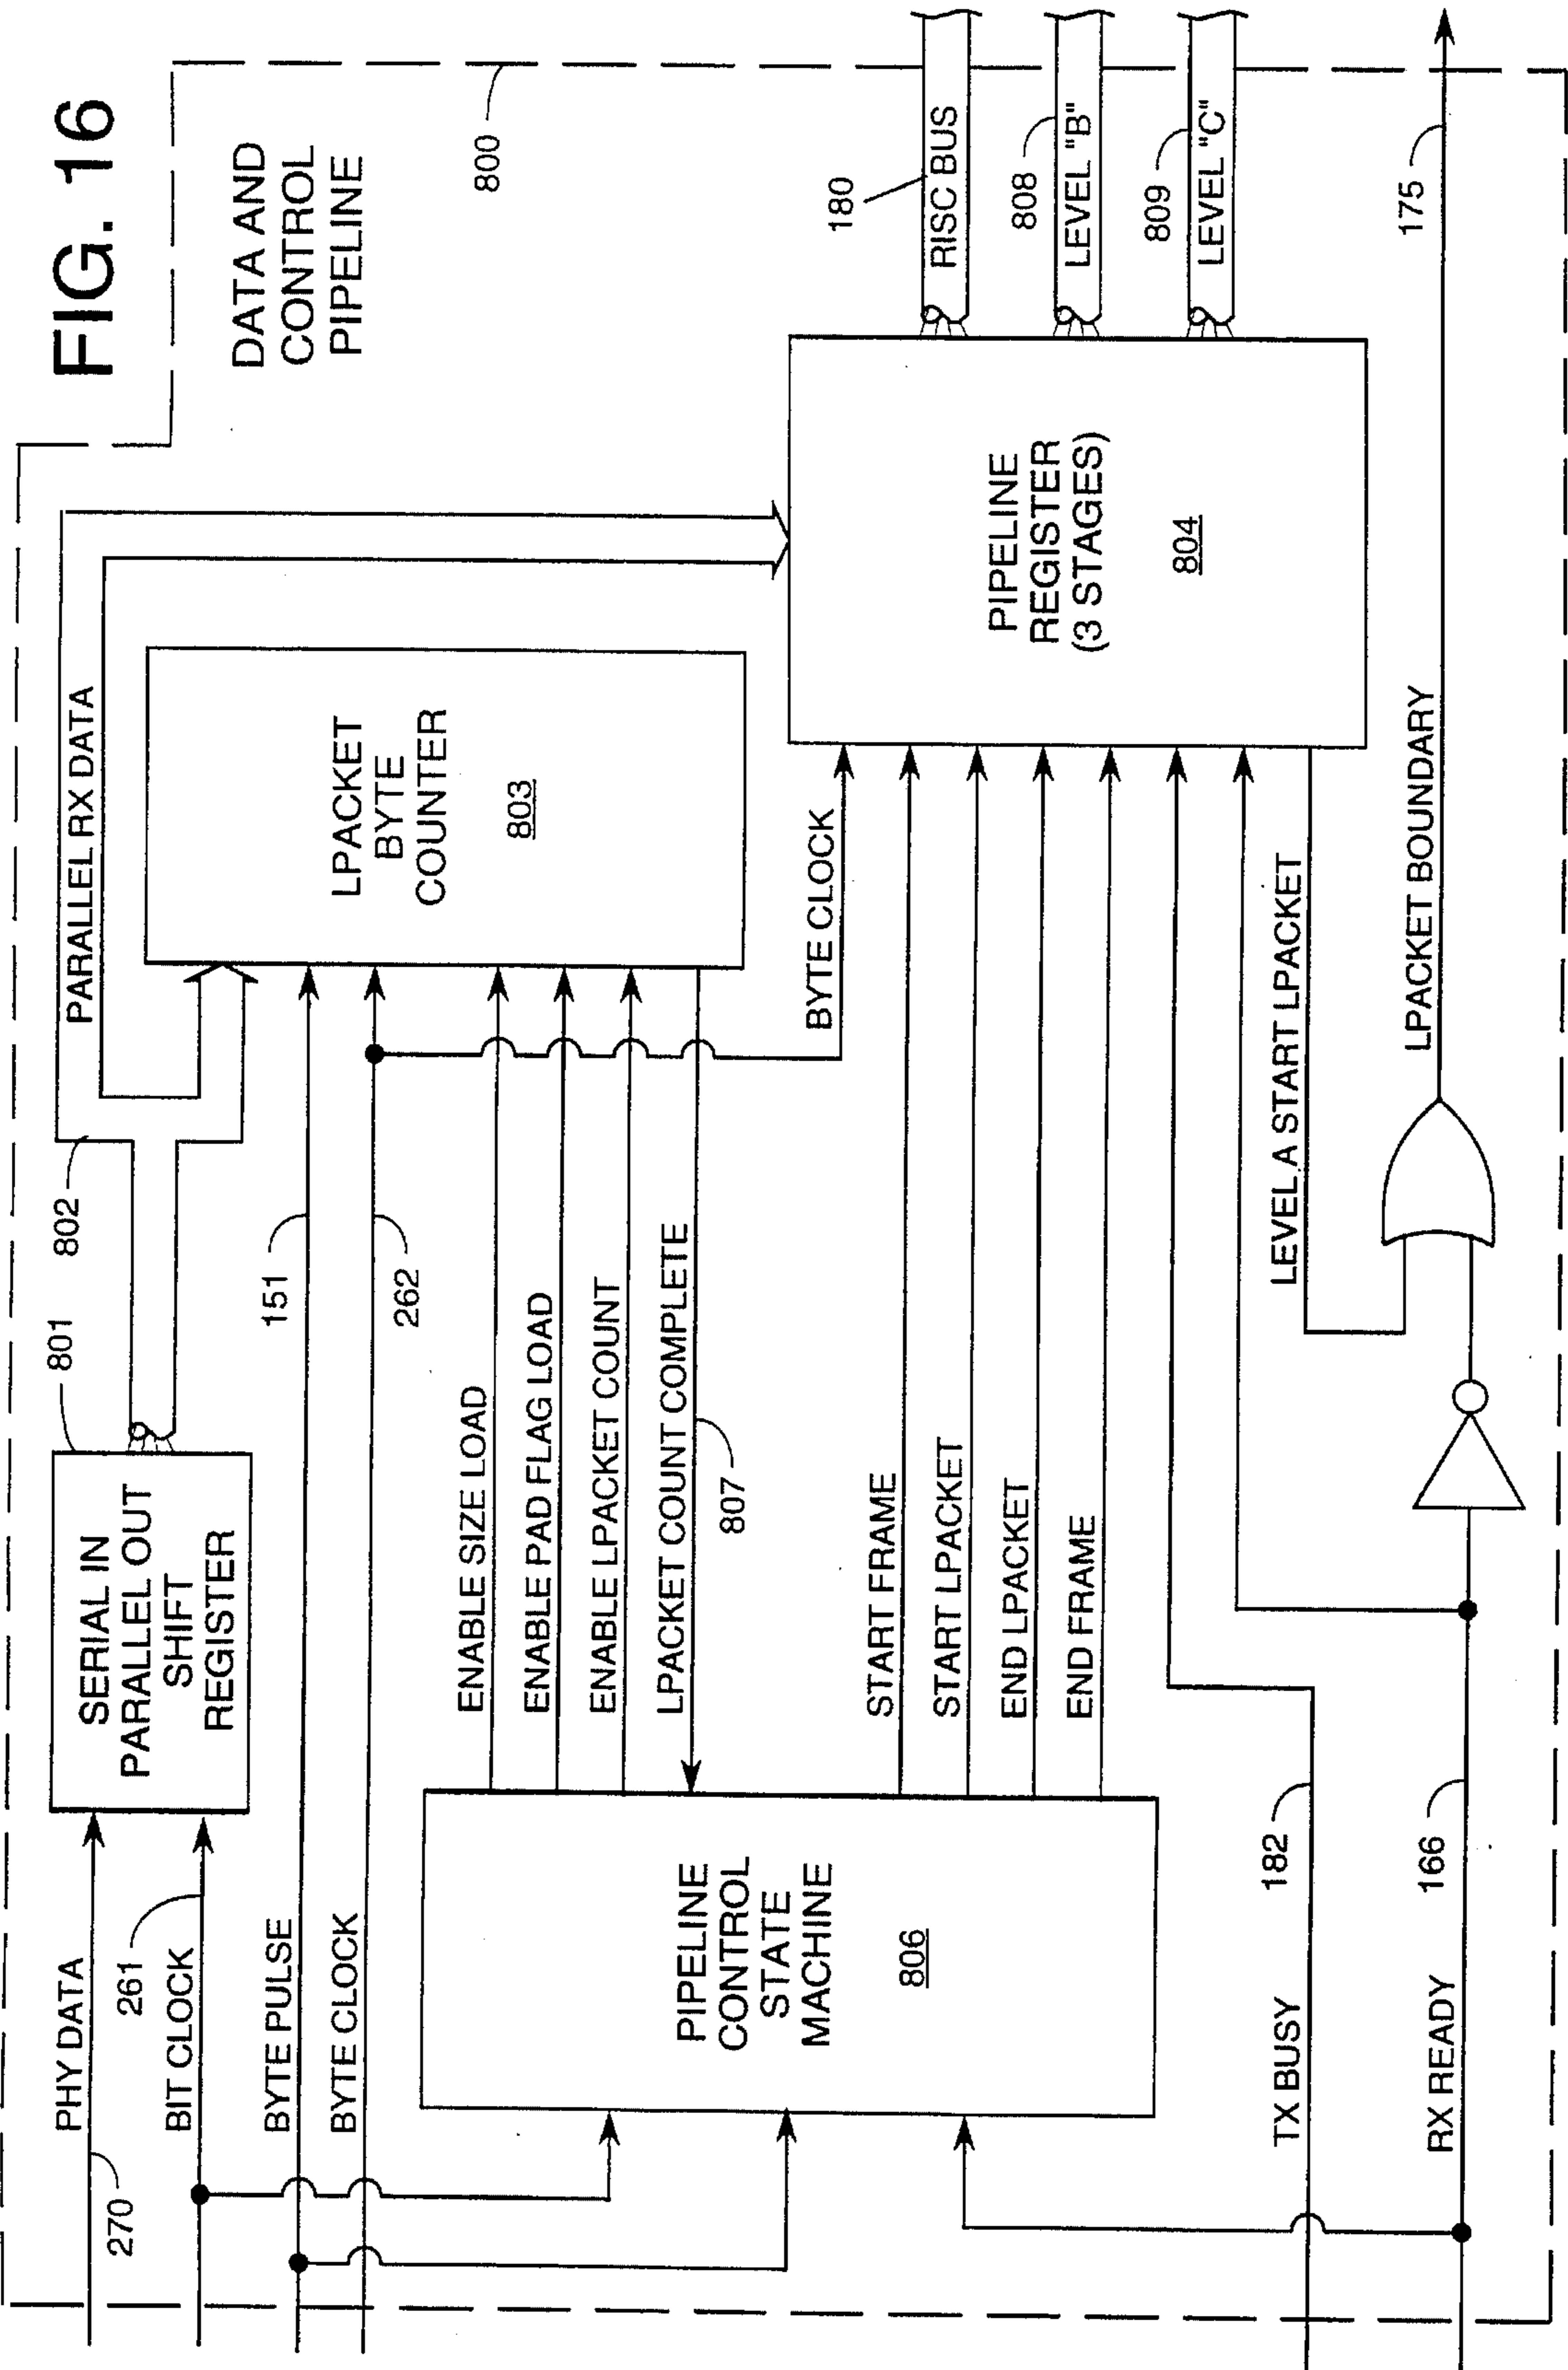 FIG. 16
DATA AND
CONTROL
PIPELINE
800
PHY DATA
270
261
BIT CLOCK
SERIAL IN
PARALLEL OUT
SHIFT
REGISTER
801
802
PARALLEL RX DATA
BYTE PULSE
151
BYTE CLOCK
262
LPACKET
BYTE
COUNTER
803
ENABLE SIZE LOAD
ENABLE PAD FLAG LOAD
ENABLE LPACKET COUNT
LPACKET COUNT COMPLETE
807
PIPELINE
CONTROL
STATE
MACHINE
806
BYTE CLOCK
START FRAME
START LPACKET
END LPACKET
END FRAME
PIPELINE
REGISTER
(3 STAGES)
804
180
RISC BUS
808
LEVEL "B"
809
LEVEL "C"
TX BUSY
182
LEVEL A START LPACKET
RX READY
166
LPACKET BOUNDARY
175